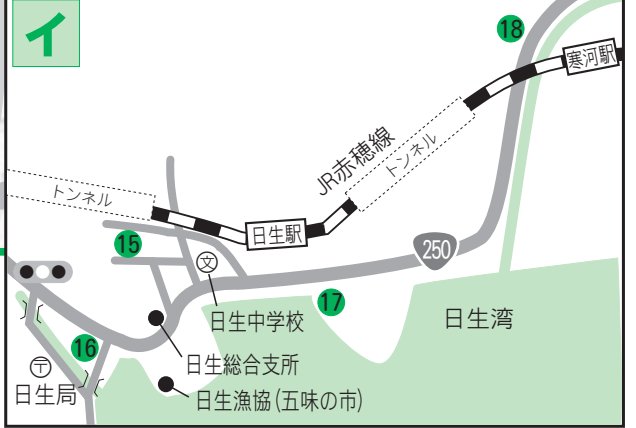 イ
18
寒河駅
JR赤穂線
トンネル
トンネル
日生駅
15
文
250
17
日生中学校
日生湾
16
日生総合支所
〒
日生局
日生漁協(五味の市)